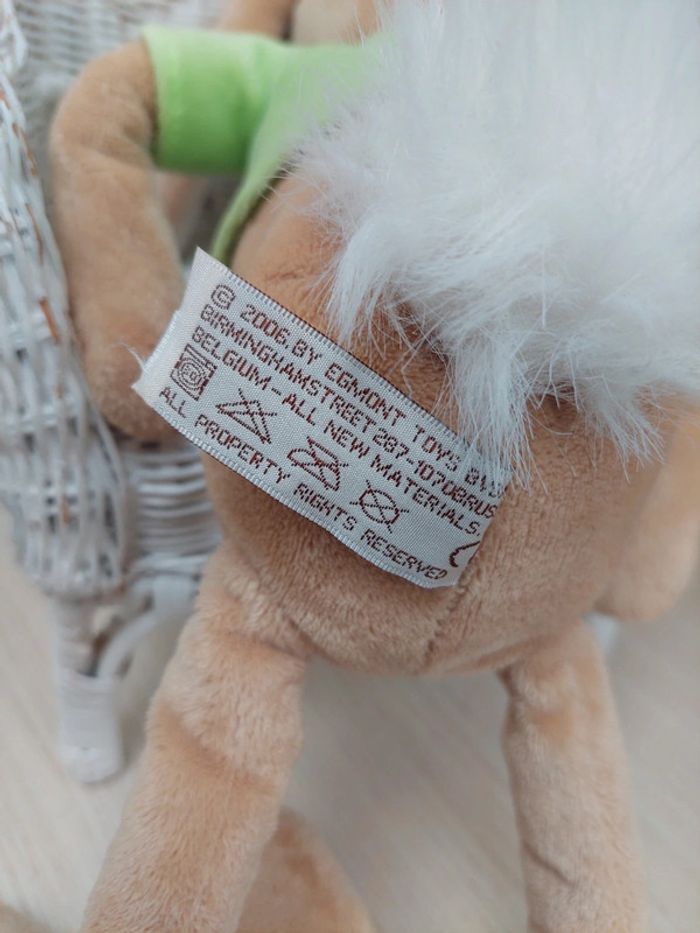 © 2006 BY EGMONT TOYS
BIRMINGHAMSTREET 287-1070BRUS
BELGIUM-ALL NEW MATERIALS.
ALL PROPERTY RIGHTS RESERVED